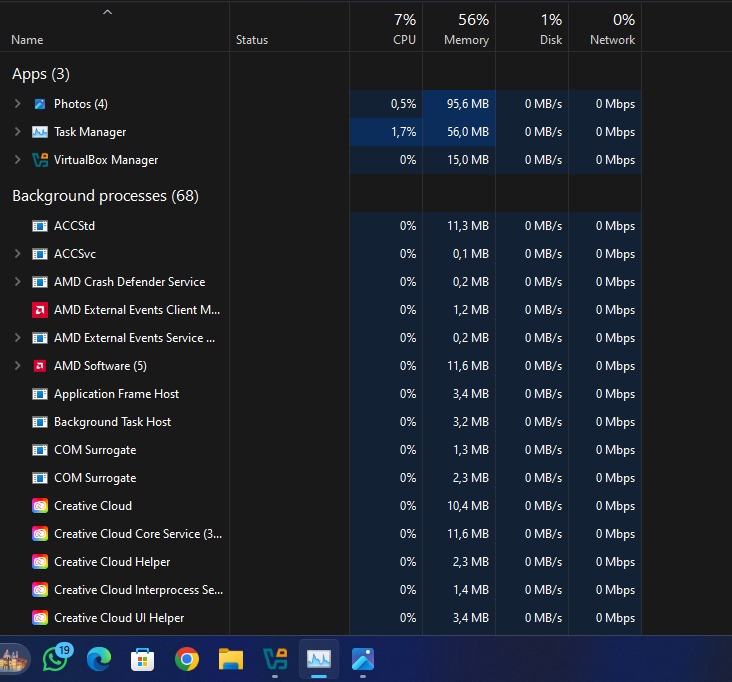 7% 56% 1% 0%
Name Status CPU Memory Disk Network
Apps (3)
Photos (4) 0,5% 95,6 MB 0 MB/s 0 Mbps
Task Manager 1,7% 56,0 MB 0 MB/s 0 Mbps
VirtualBox Manager 0% 15,0 MB 0 MB/s 0 Mbps
Background processes (68)
ACCStd 0% 11,3 MB 0 MB/s 0 Mbps
ACCSvc 0% 0,1 MB 0 MB/s 0 Mbps
AMD Crash Defender Service 0% 0,2 MB 0 MB/s 0 Mbps
AMD External Events Client M... 0% 1,2 MB 0 MB/s 0 Mbps
AMD External Events Service ... 0% 0,2 MB 0 MB/s 0 Mbps
AMD Software (5) 0% 11,6 MB 0 MB/s 0 Mbps
Application Frame Host 0% 3,4 MB 0 MB/s 0 Mbps
Background Task Host 0% 3,2 MB 0 MB/s 0 Mbps
COM Surrogate 0% 1,3 MB 0 MB/s 0 Mbps
COM Surrogate 0% 2,3 MB 0 MB/s 0 Mbps
Creative Cloud 0% 10,4 MB 0 MB/s 0 Mbps
Creative Cloud Core Service (3... 0% 11,6 MB 0 MB/s 0 Mbps
Creative Cloud Helper 0% 2,3 MB 0 MB/s 0 Mbps
Creative Cloud Interprocess Se... 0% 1,4 MB 0 MB/s 0 Mbps
Creative Cloud UI Helper 0% 3,4 MB 0 MB/s 0 Mbps
19